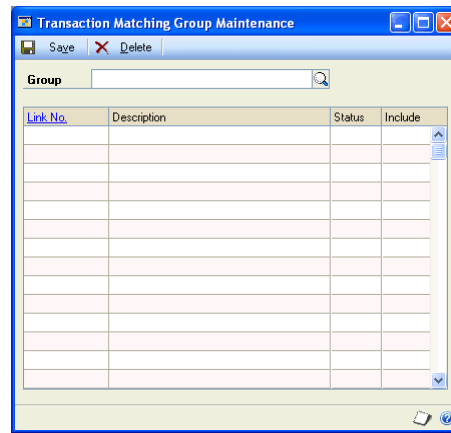 Transaction Matching Group Maintenance
Save Delete
Group
Link No. Description Status Include